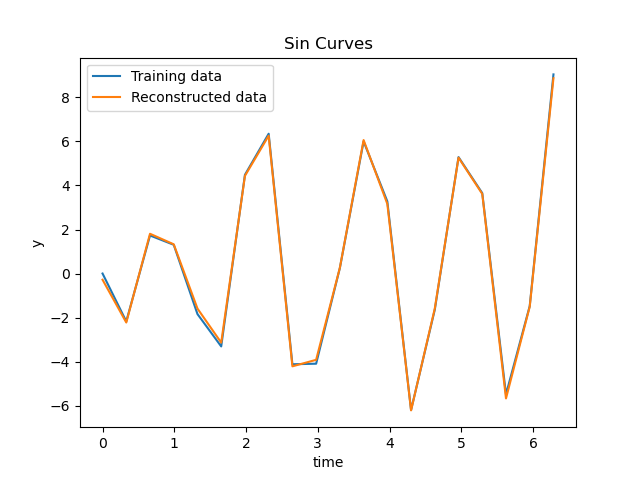 Sin Curves
Training data
Reconstructed data
8
6
4
2
0
−2
−4
−6
y
0 1 2 3 4 5 6
time